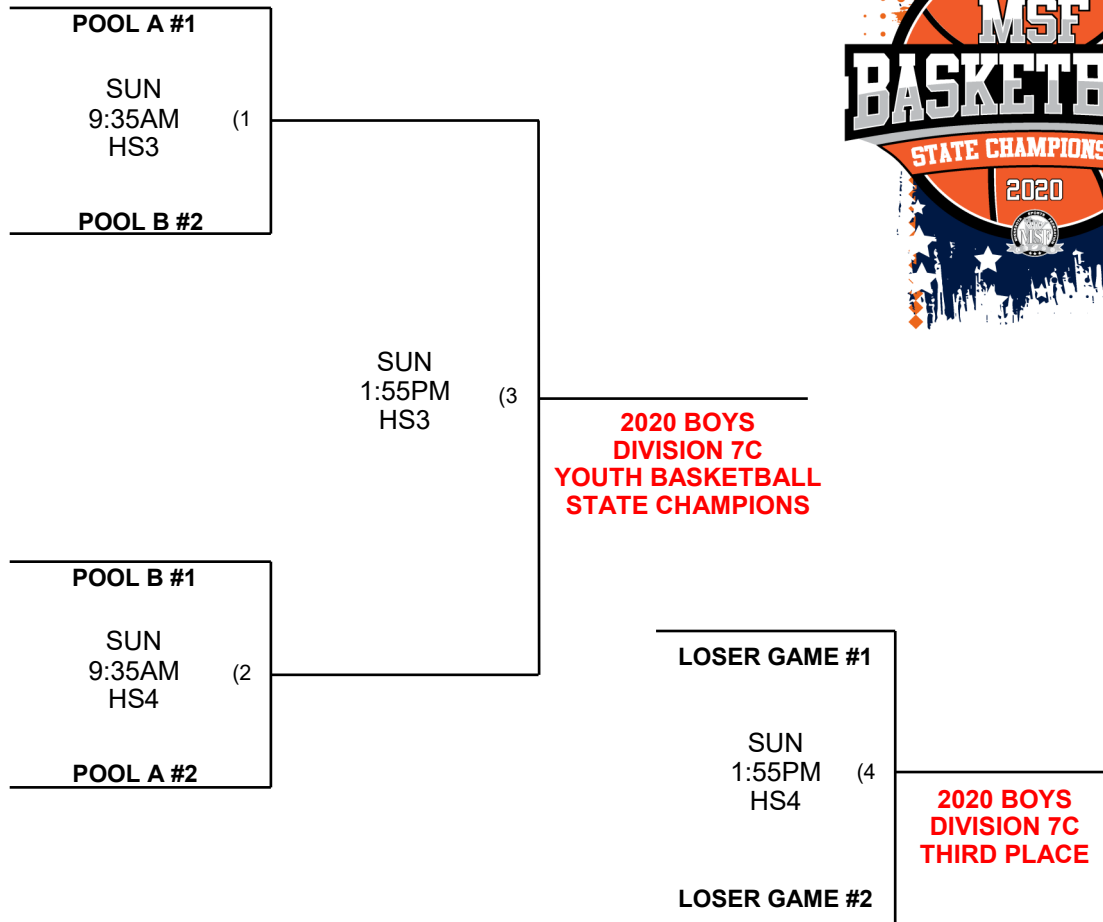 POOL A #1
SUN
9:35AM (1
HS3
POOL B #2
MSF
STATE CHAMPIONS
2020
MSF
SUN
1:55PM (3
HS3
2020 BOYS
DIVISION 7C
YOUTH BASKETBALL
STATE CHAMPIONS
POOL B #1
SUN
9:35AM (2
HS4
POOL A #2
LOSER GAME #1
SUN
1:55PM (4
HS4
LOSER GAME #2
2020 BOYS
DIVISION 7C
THIRD PLACE